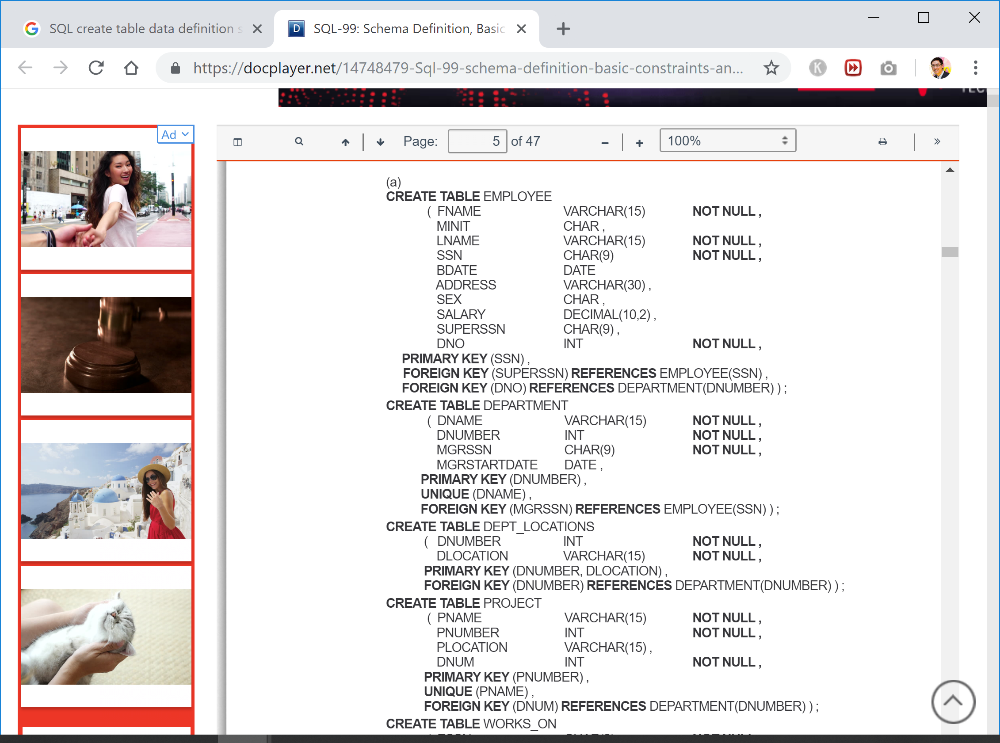 SQL create table data definition s
SQL-99: Schema Definition, Basic
https://docplayer.net/14748479-Sql-99-schema-definition-basic-constraints-an...
Ad
Page: 5 of 47
100%
(a)
CREATE TABLE EMPLOYEE
( FNAME VARCHAR(15) NOT NULL ,
MINIT CHAR ,
LNAME VARCHAR(15) NOT NULL ,
SSN CHAR(9) NOT NULL ,
BDATE DATE
ADDRESS VARCHAR(30) ,
SEX CHAR ,
SALARY DECIMAL(10,2) ,
SUPERSSN CHAR(9) ,
DNO INT NOT NULL ,
PRIMARY KEY (SSN) ,
FOREIGN KEY (SUPERSSN) REFERENCES EMPLOYEE(SSN) ,
FOREIGN KEY (DNO) REFERENCES DEPARTMENT(DNUMBER) ) ;
CREATE TABLE DEPARTMENT
( DNAME VARCHAR(15) NOT NULL ,
DNUMBER INT NOT NULL ,
MGRSSN CHAR(9) NOT NULL ,
MGRSTARTDATE DATE ,
PRIMARY KEY (DNUMBER) ,
UNIQUE (DNAME) ,
FOREIGN KEY (MGRSSN) REFERENCES EMPLOYEE(SSN) ) ;
CREATE TABLE DEPT_LOCATIONS
( DNUMBER INT NOT NULL ,
DLOCATION VARCHAR(15) NOT NULL ,
PRIMARY KEY (DNUMBER, DLOCATION) ,
FOREIGN KEY (DNUMBER) REFERENCES DEPARTMENT(DNUMBER) ) ;
CREATE TABLE PROJECT
( PNAME VARCHAR(15) NOT NULL ,
PNUMBER INT NOT NULL ,
PLOCATION VARCHAR(15) ,
DNUM INT NOT NULL ,
PRIMARY KEY (PNUMBER) ,
UNIQUE (PNAME) ,
FOREIGN KEY (DNUM) REFERENCES DEPARTMENT(DNUMBER) ) ;
CREATE TABLE WORKS_ON